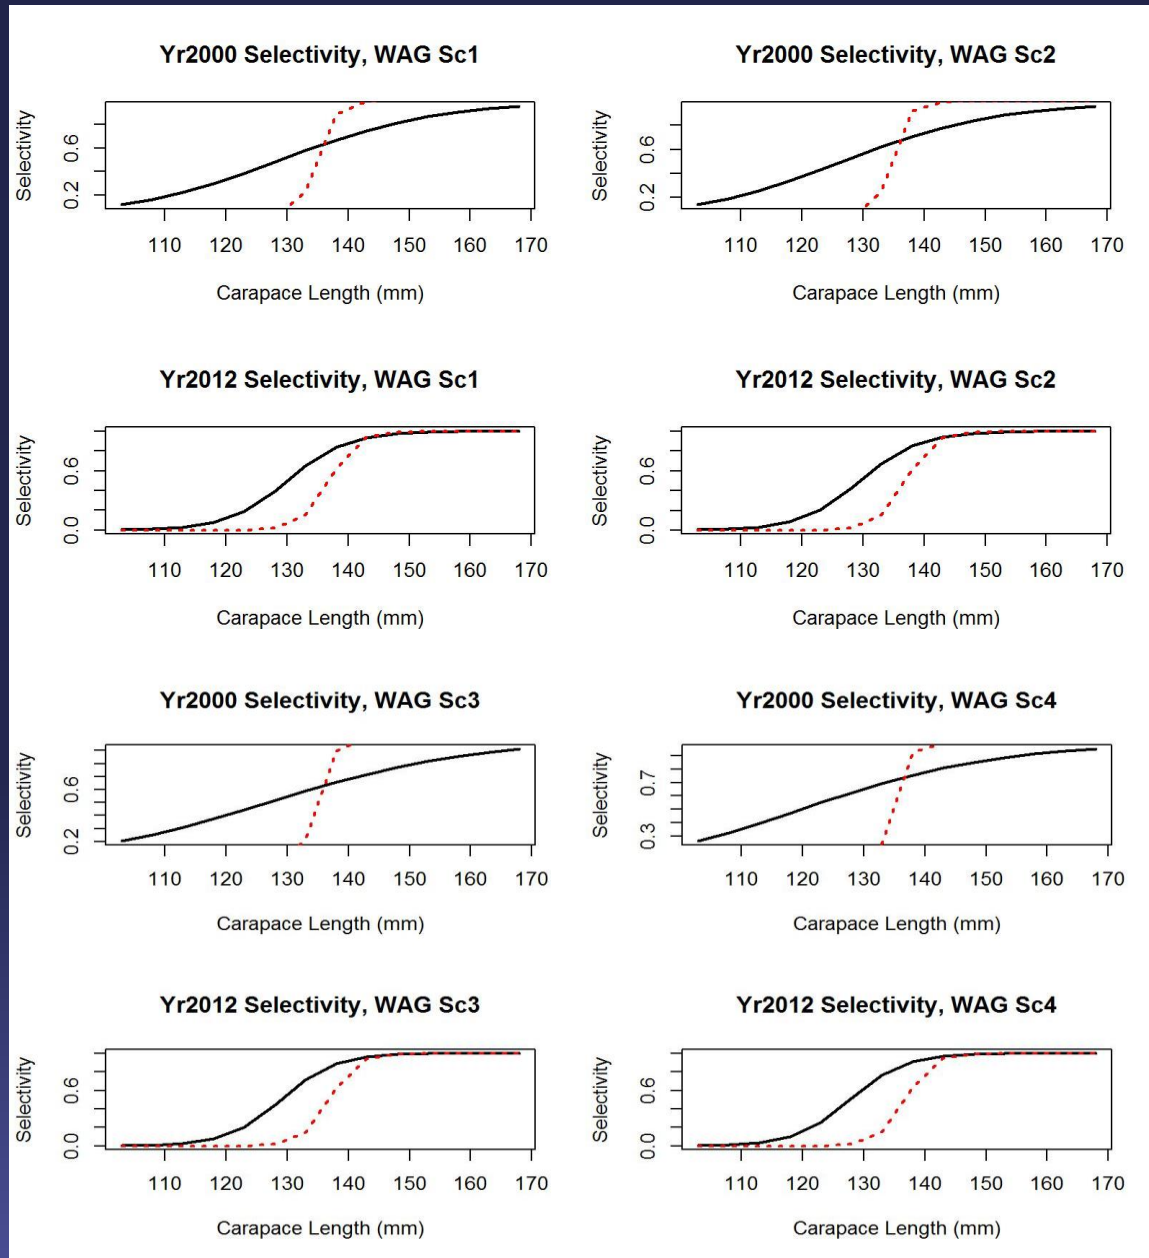 Yr2000 Selectivity, WAG Sc1
Selectivity
0.6
0.2
110 120 130 140 150 160 170
Carapace Length (mm)
Yr2000 Selectivity, WAG Sc2
Selectivity
0.6
0.2
110 120 130 140 150 160 170
Carapace Length (mm)
Yr2012 Selectivity, WAG Sc1
Selectivity
0.6
0.0
110 120 130 140 150 160 170
Carapace Length (mm)
Yr2012 Selectivity, WAG Sc2
Selectivity
0.6
0.0
110 120 130 140 150 160 170
Carapace Length (mm)
Yr2000 Selectivity, WAG Sc3
Selectivity
0.6
0.2
110 120 130 140 150 160 170
Carapace Length (mm)
Yr2000 Selectivity, WAG Sc4
Selectivity
0.7
0.3
110 120 130 140 150 160 170
Carapace Length (mm)
Yr2012 Selectivity, WAG Sc3
Selectivity
0.6
0.0
110 120 130 140 150 160 170
Carapace Length (mm)
Yr2012 Selectivity, WAG Sc4
Selectivity
0.6
0.0
110 120 130 140 150 160 170
Carapace Length (mm)